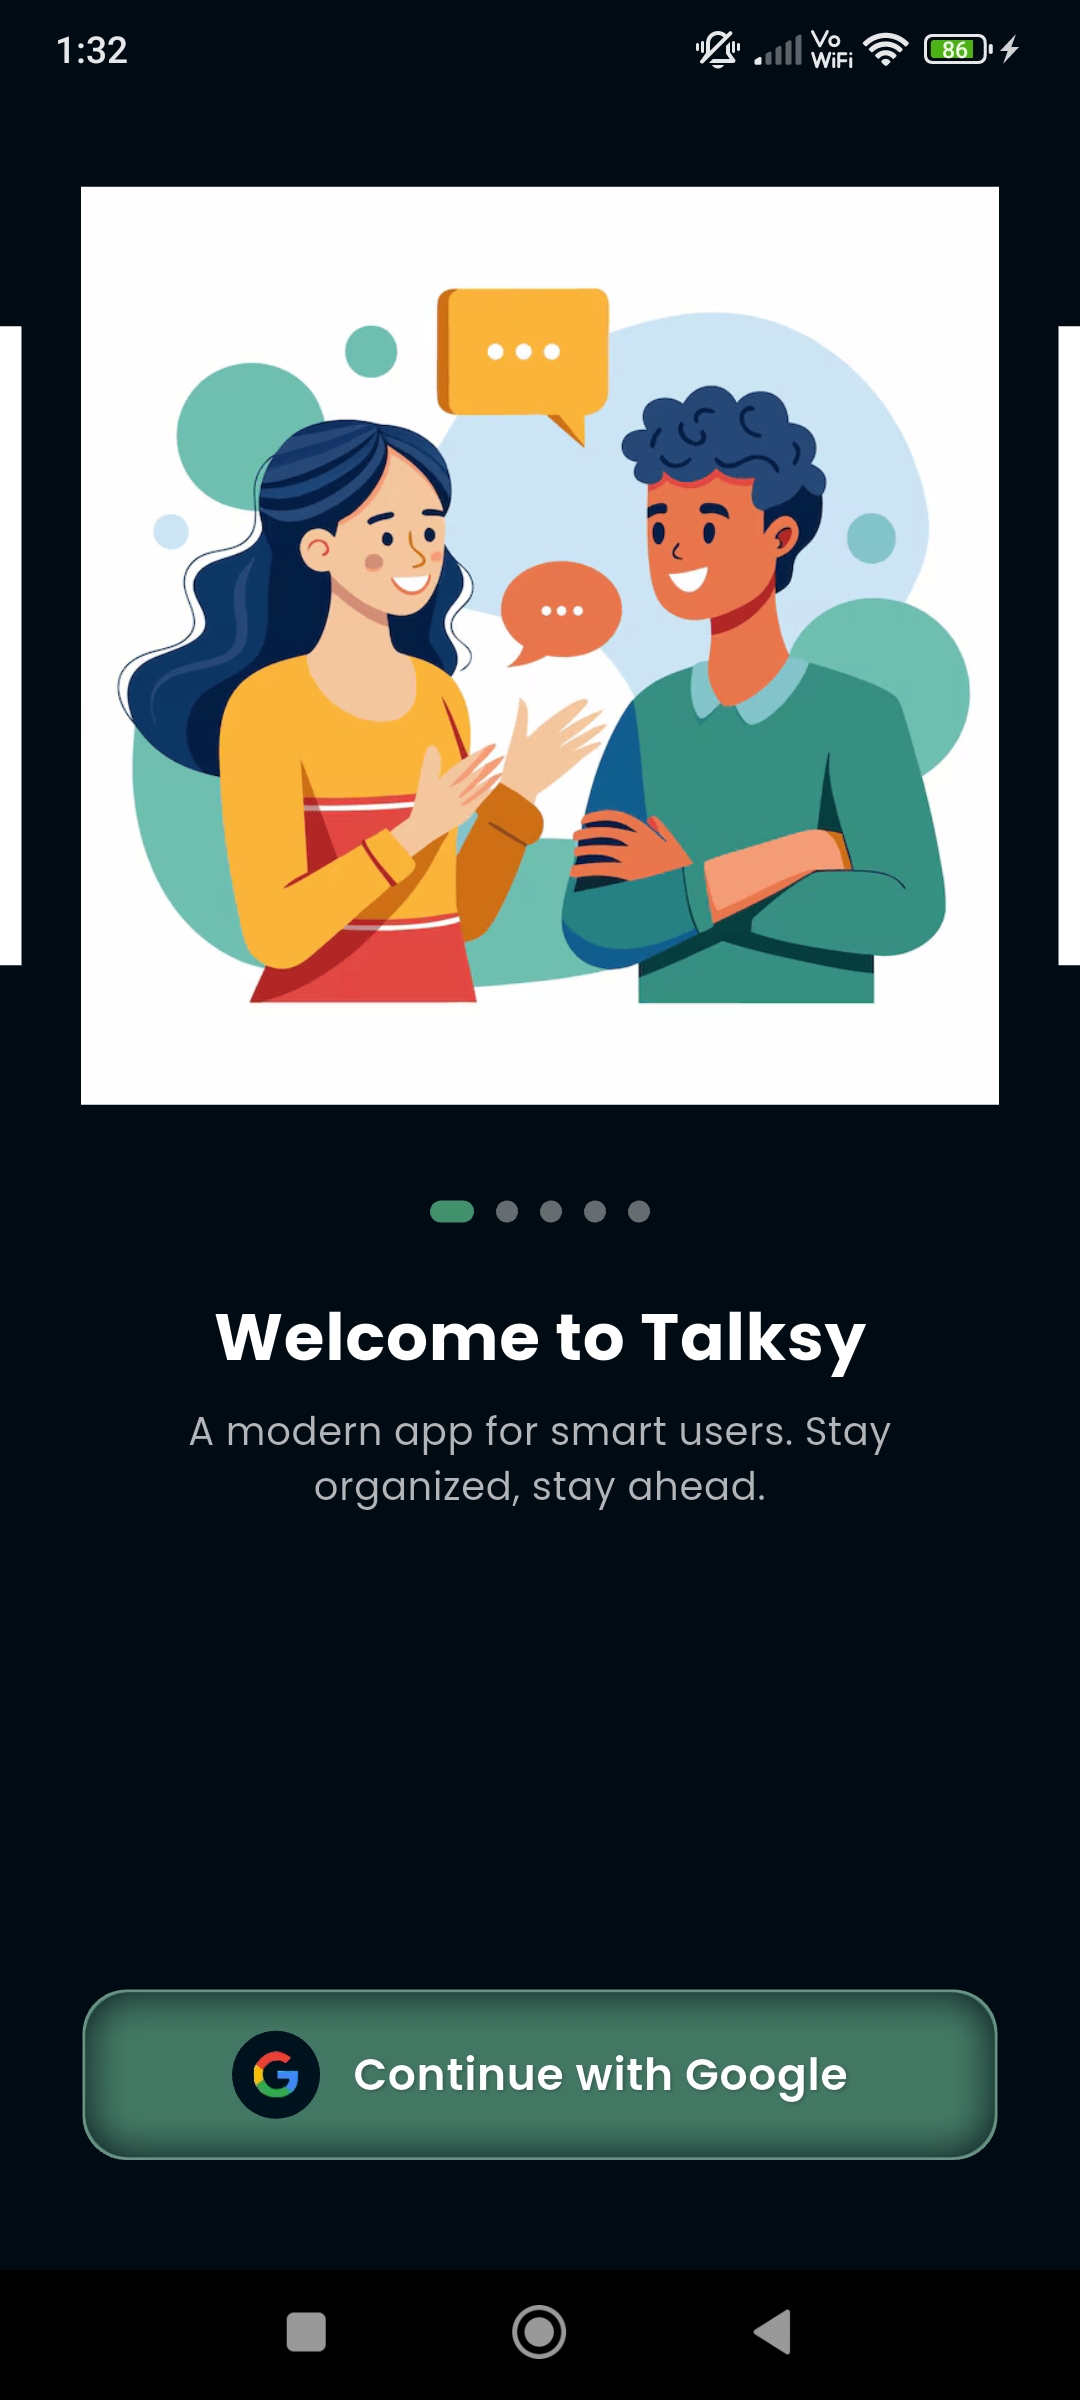 1:32
Vo
WiFi
86
Welcome to Talksy
A modern app for smart users. Stay
organized, stay ahead.
Continue with Google